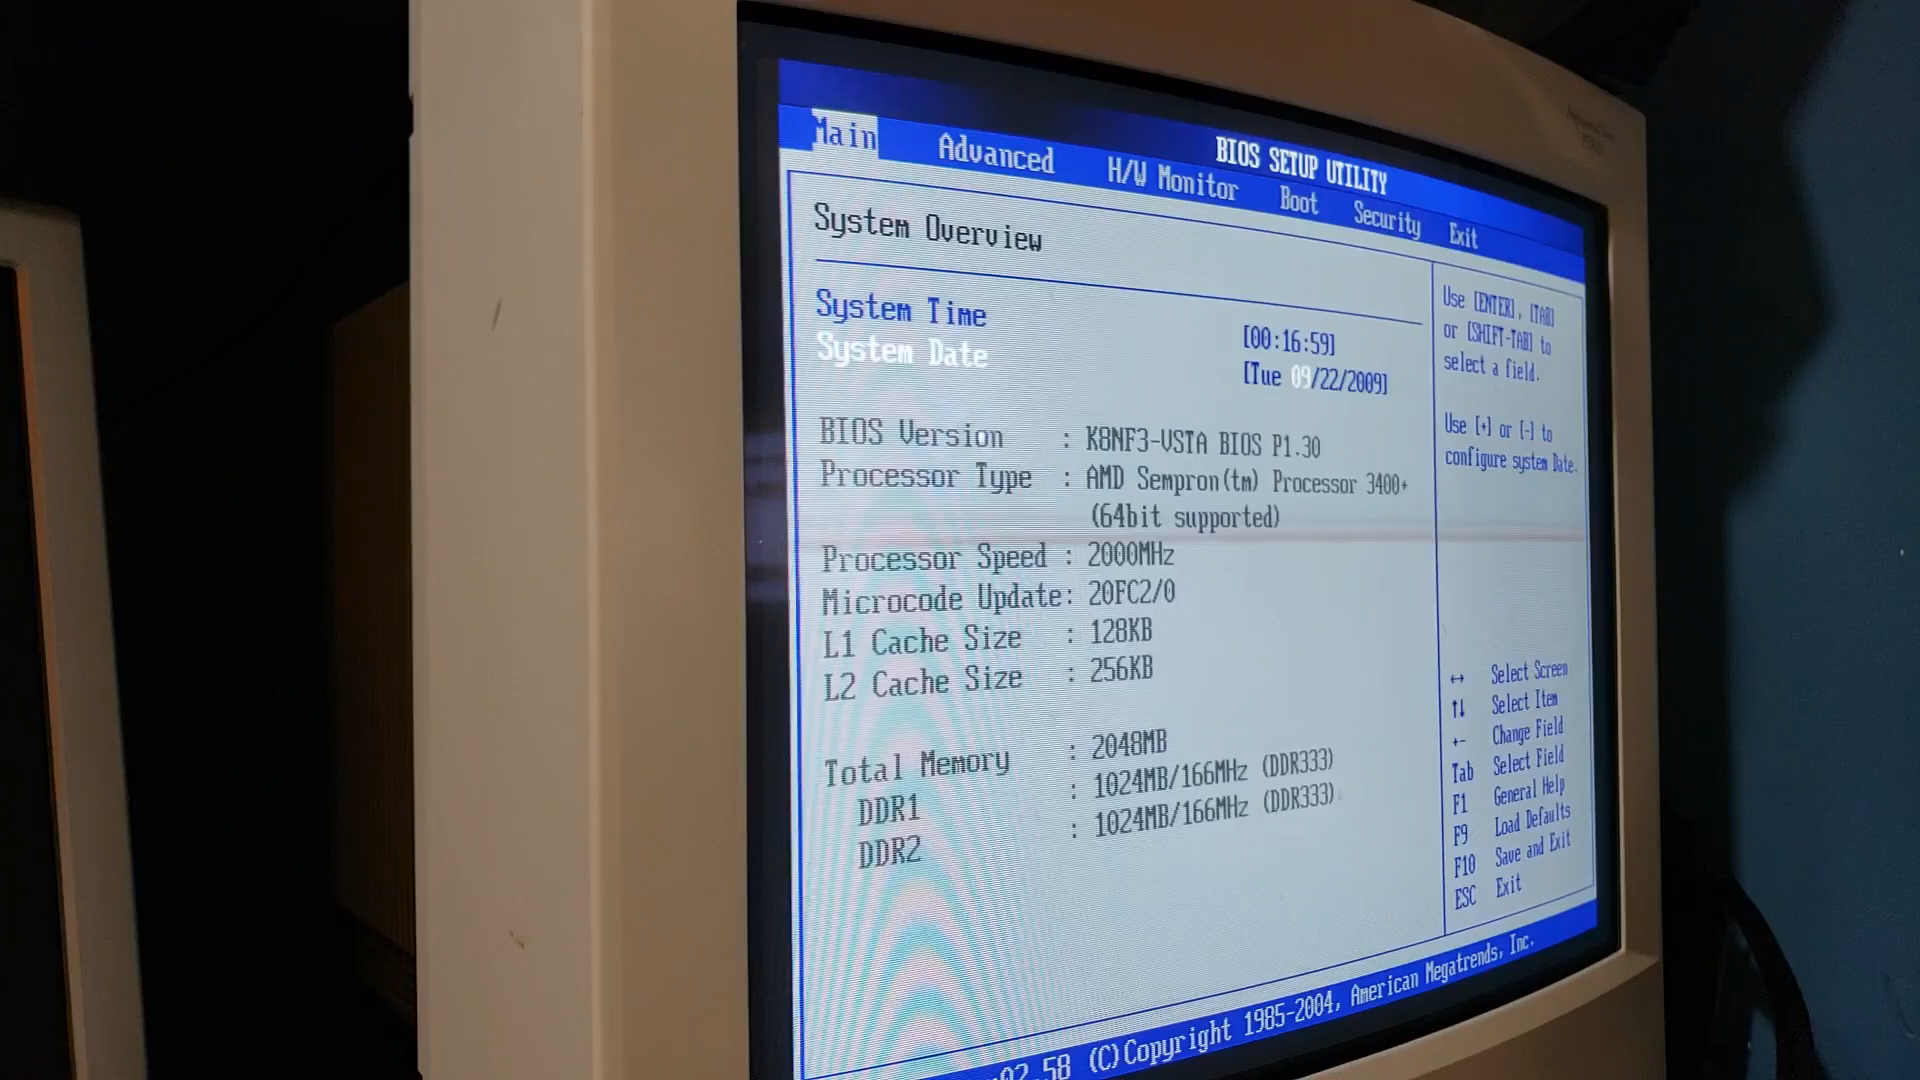 BIOS SETUP UTILITY
Main Advanced H/W Monitor Boot Security Exit
System Overview
System Time [00:16:59]
System Date [Tue 09/22/2009]
BIOS Version : K8NF3-VSTA BIOS P1.30
Processor Type : AMD Sempron(tm) Processor 3400+
(64bit supported)
Processor Speed : 2000MHz
Microcode Update: 20FC2/0
L1 Cache Size : 128KB
L2 Cache Size : 256KB
Total Memory : 2048MB
DDR1 : 1024MB/166MHz (DDR333)
DDR2 : 1024MB/166MHz (DDR333)
Use [ENTER], [TAB]
or [SHIFT-TAB] to
select a field.
Use [+] or [-] to
configure system Date.
↔ Select Screen
↑↓ Select Item
+- Change Field
Tab Select Field
F1 General Help
F9 Load Defaults
F10 Save and Exit
ESC Exit
02.58 (C)Copyright 1985-2004, American Megatrends, Inc.